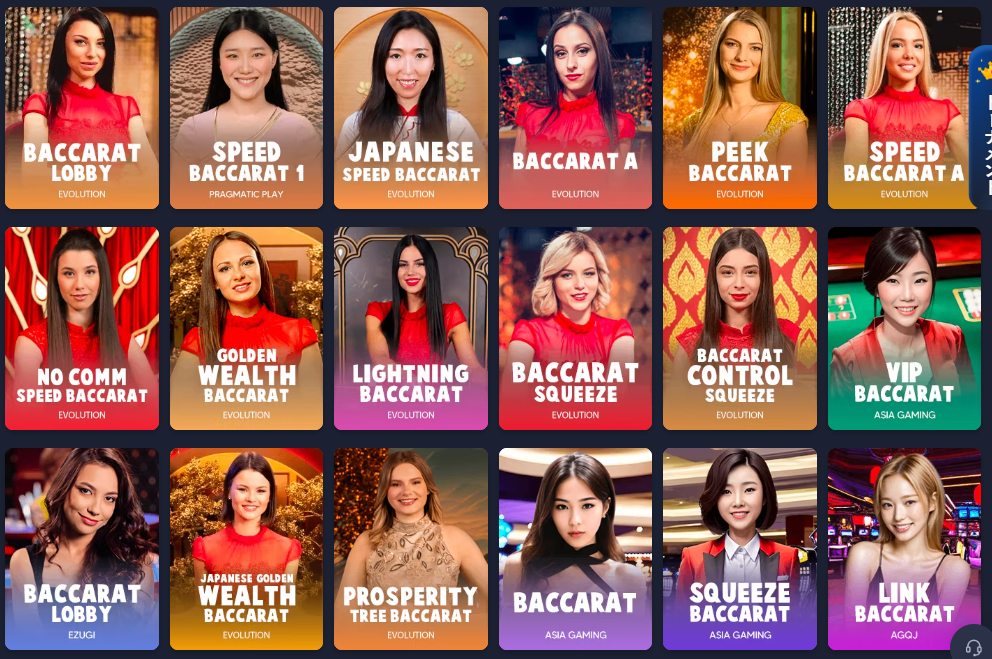 BACCARAT
LOBBY
EVOLUTION
SPEED
BACCARAT 1
PRAGMATIC PLAY
JAPANESE
SPEED BACCARAT
EVOLUTION
BACCARAT A
EVOLUTION
PEEK
BACCARAT
EVOLUTION
SPEED
BACCARAT A
EVOLUTION
NO COMM
SPEED BACCARAT
EVOLUTION
GOLDEN
WEALTH
BACCARAT
EVOLUTION
LIGHTNING
BACCARAT
EVOLUTION
BACCARAT
SQUEEZE
EVOLUTION
BACCARAT
CONTROL
SQUEEZE
EVOLUTION
VIP
BACCARAT
ASIA GAMING
BACCARAT
LOBBY
EZUGI
JAPANESE GOLDEN
WEALTH
BACCARAT
EVOLUTION
PROSPERITY
TREE BACCARAT
EVOLUTION
BACCARAT
ASIA GAMING
SQUEEZE
BACCARAT
ASIA GAMING
LINK
BACCARAT
AGQJ